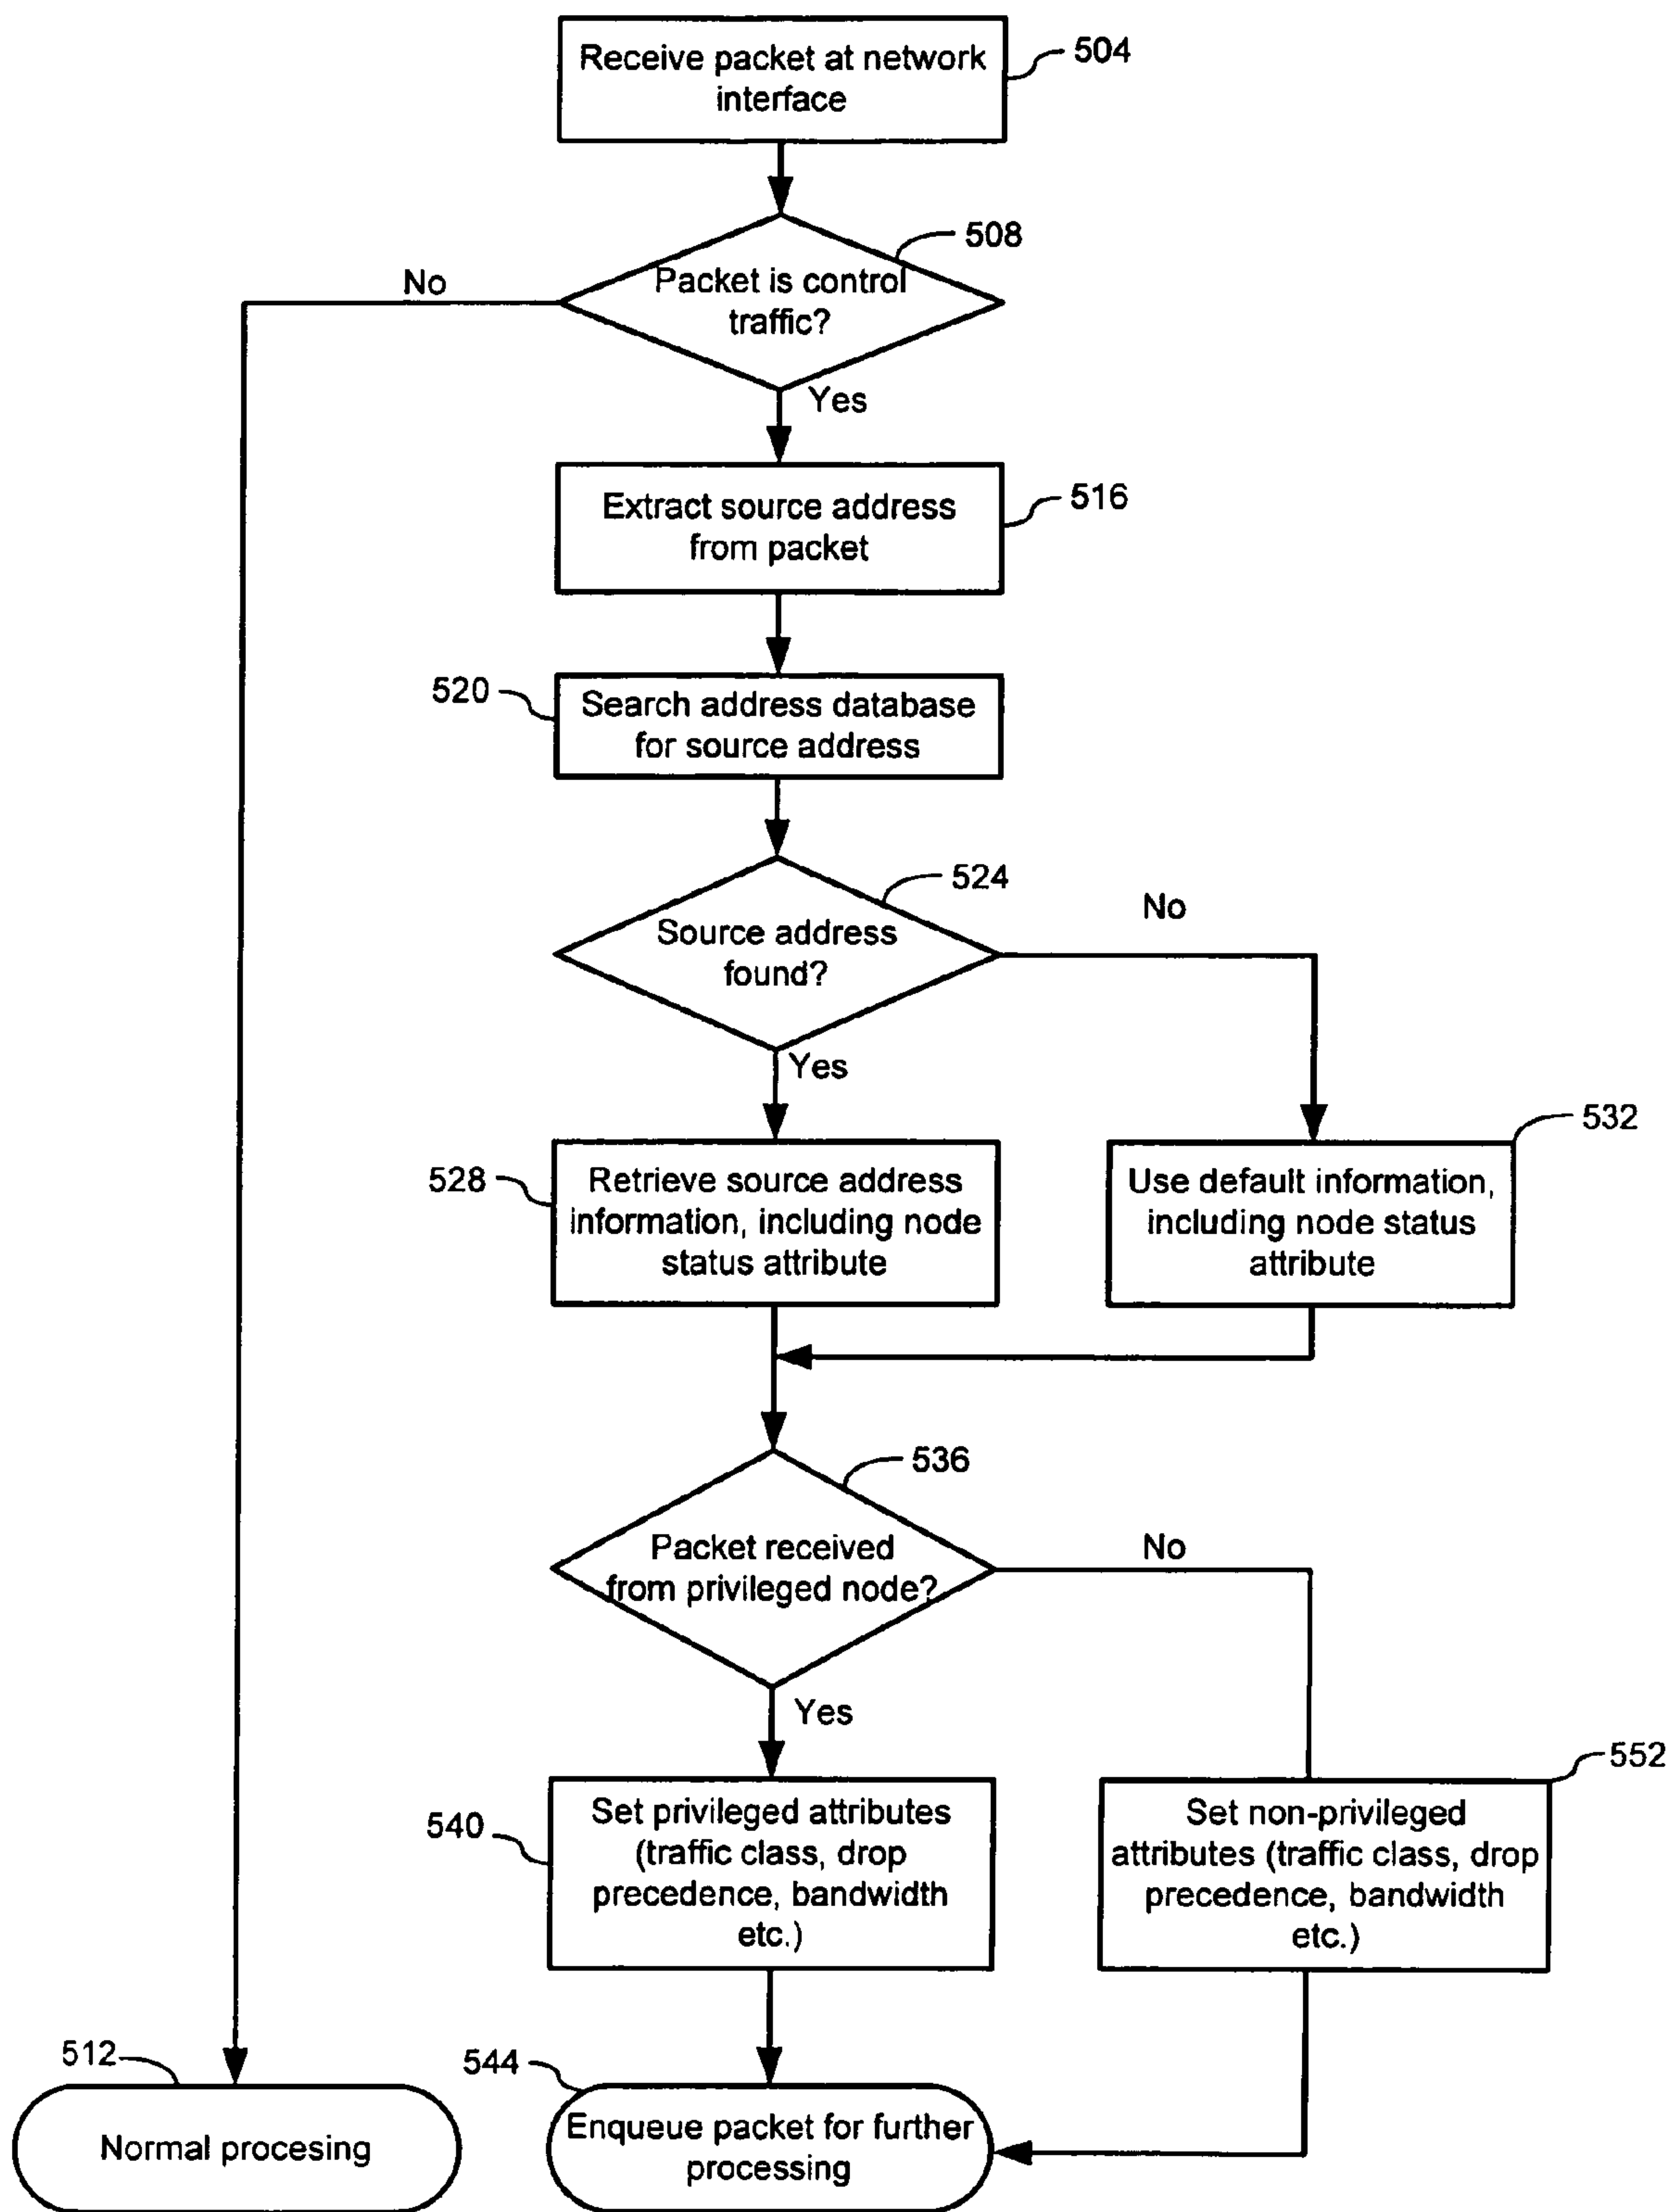 Receive packet at network
interface
504
508
Packet is control
traffic?
No
Yes
Extract source address
from packet
516
520
Search address database
for source address
524
Source address
found?
No
Yes
528
Retrieve source address
information, including node
status attribute
532
Use default information,
including node status
attribute
536
Packet received
from privileged node?
No
Yes
540
Set privileged attributes
(traffic class, drop
precedence, bandwidth
etc.)
552
Set non-privileged
attributes (traffic class, drop
precedence, bandwidth
etc.)
512
Normal procesing
544
Enqueue packet for further
processing